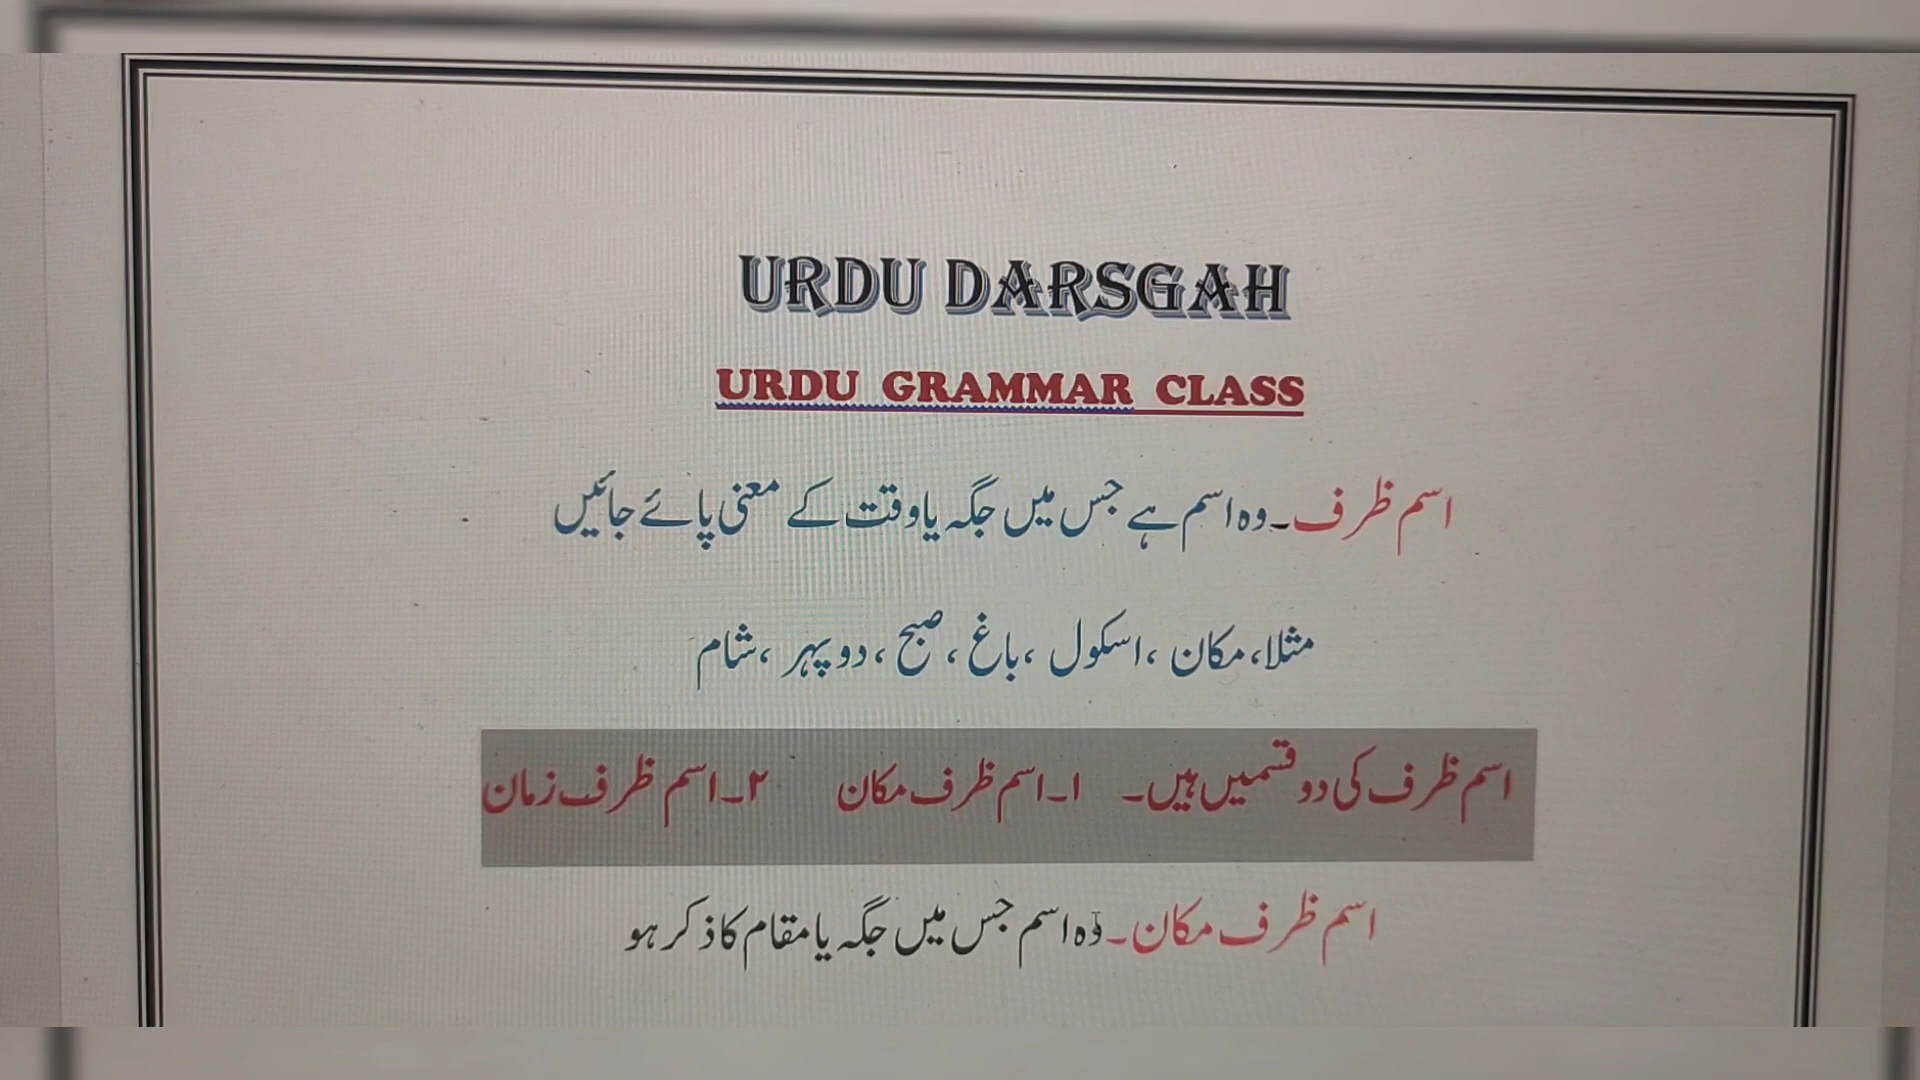 URDU DARSGAH
URDU GRAMMAR CLASS
اسم ظرف۔وہ اسم ہے جس میں جگہ یا وقت کے معنی پائے جائیں
مثلا، مکان ،اسکول ،باغ ، صبح ، دوپہر ،شام
اسم ظرف کی دو قسمیں ہیں۔ ۱۔اسم ظرف مکان ۲۔اسم ظرف زمان
اسم ظرف مکان۔وہ اسم جس میں جگہ یا مقام کا ذکر ہو